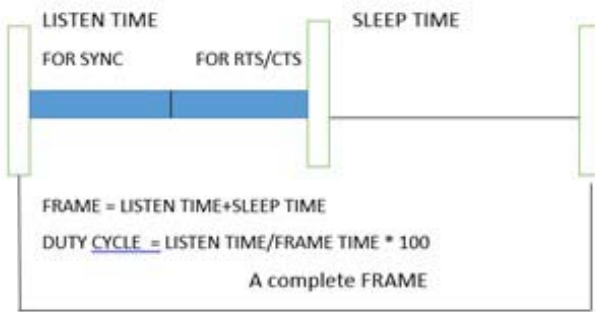 LISTEN TIME SLEEP TIME
FOR SYNC FOR RTS/CTS
FRAME = LISTEN TIME+SLEEP TIME
DUTY CYCLE = LISTEN TIME/FRAME TIME * 100
A complete FRAME